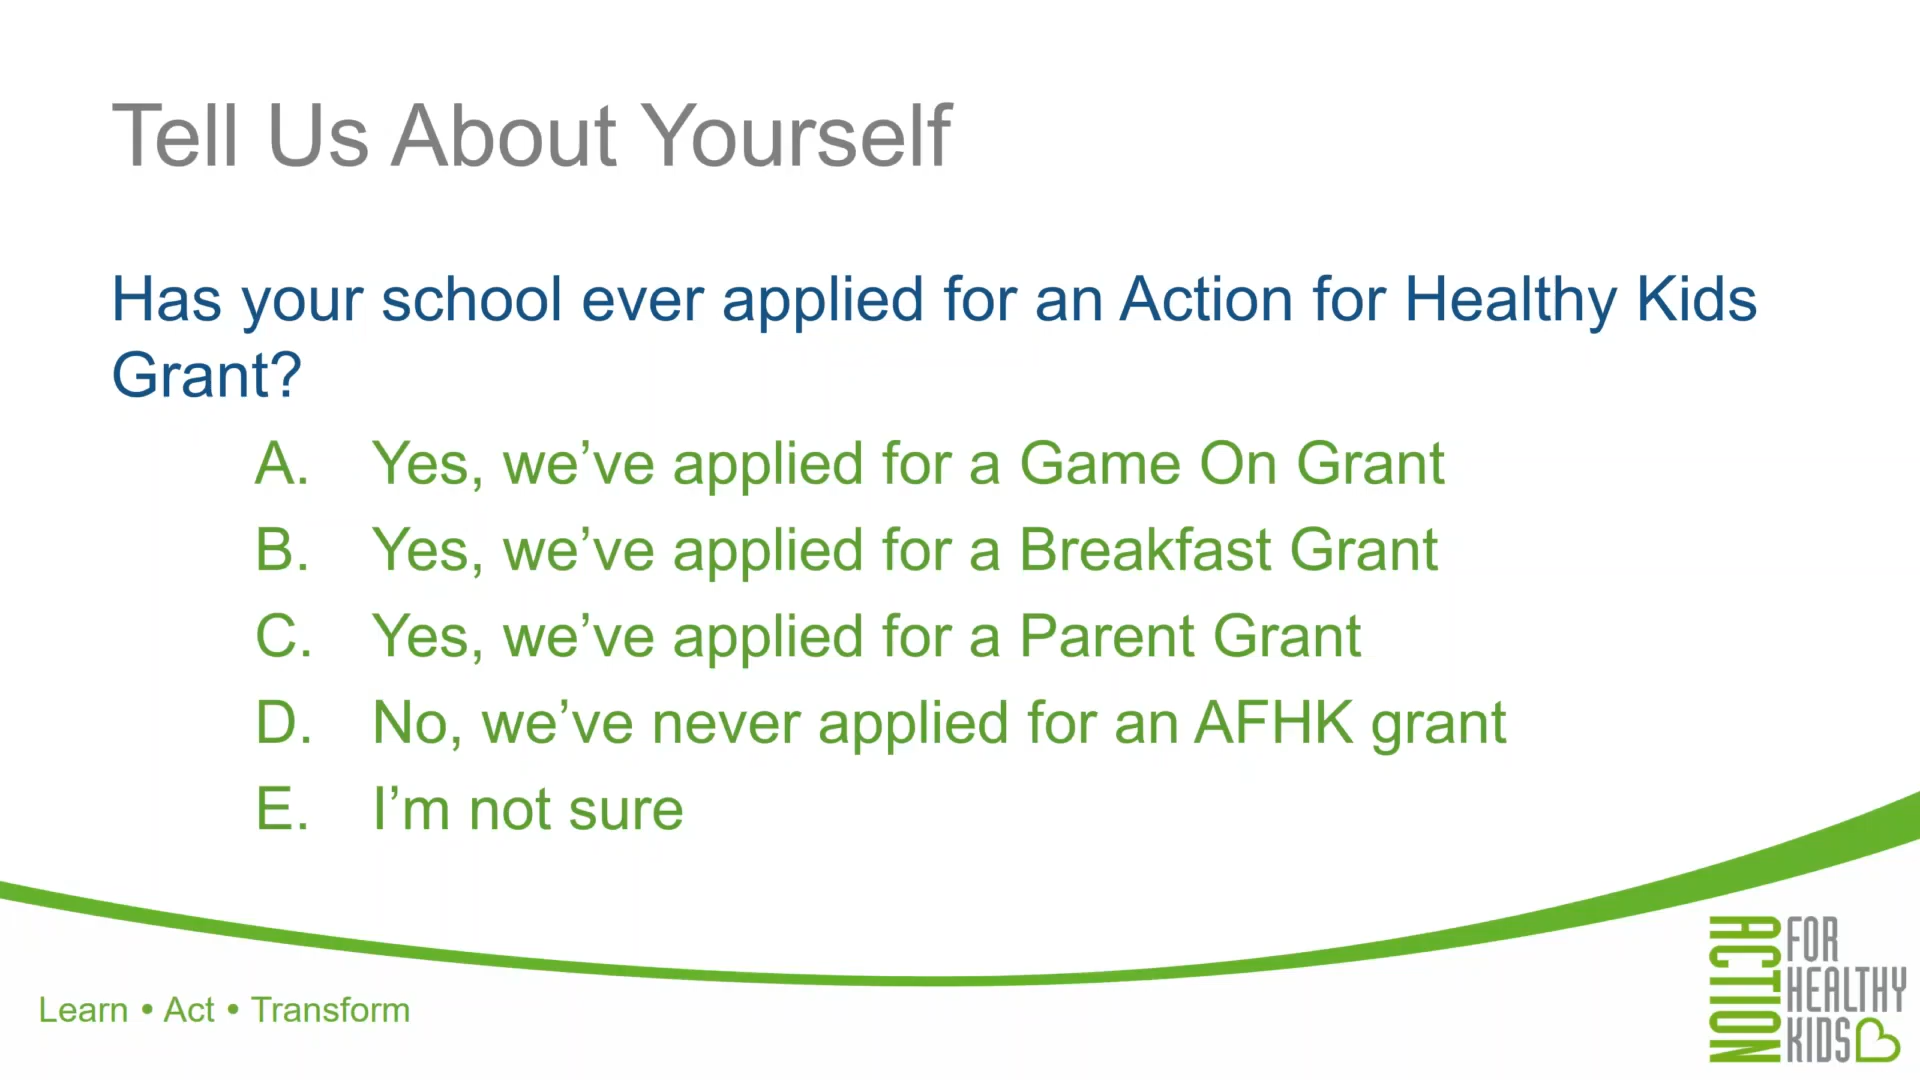 Tell Us About Yourself
Has your school ever applied for an Action for Healthy Kids
Grant?
A. Yes, we’ve applied for a Game On Grant
B. Yes, we’ve applied for a Breakfast Grant
C. Yes, we’ve applied for a Parent Grant
D. No, we’ve never applied for an AFHK grant
E. I’m not sure
Learn • Act • Transform
ACTION
FOR
HEALTHY
KIDS